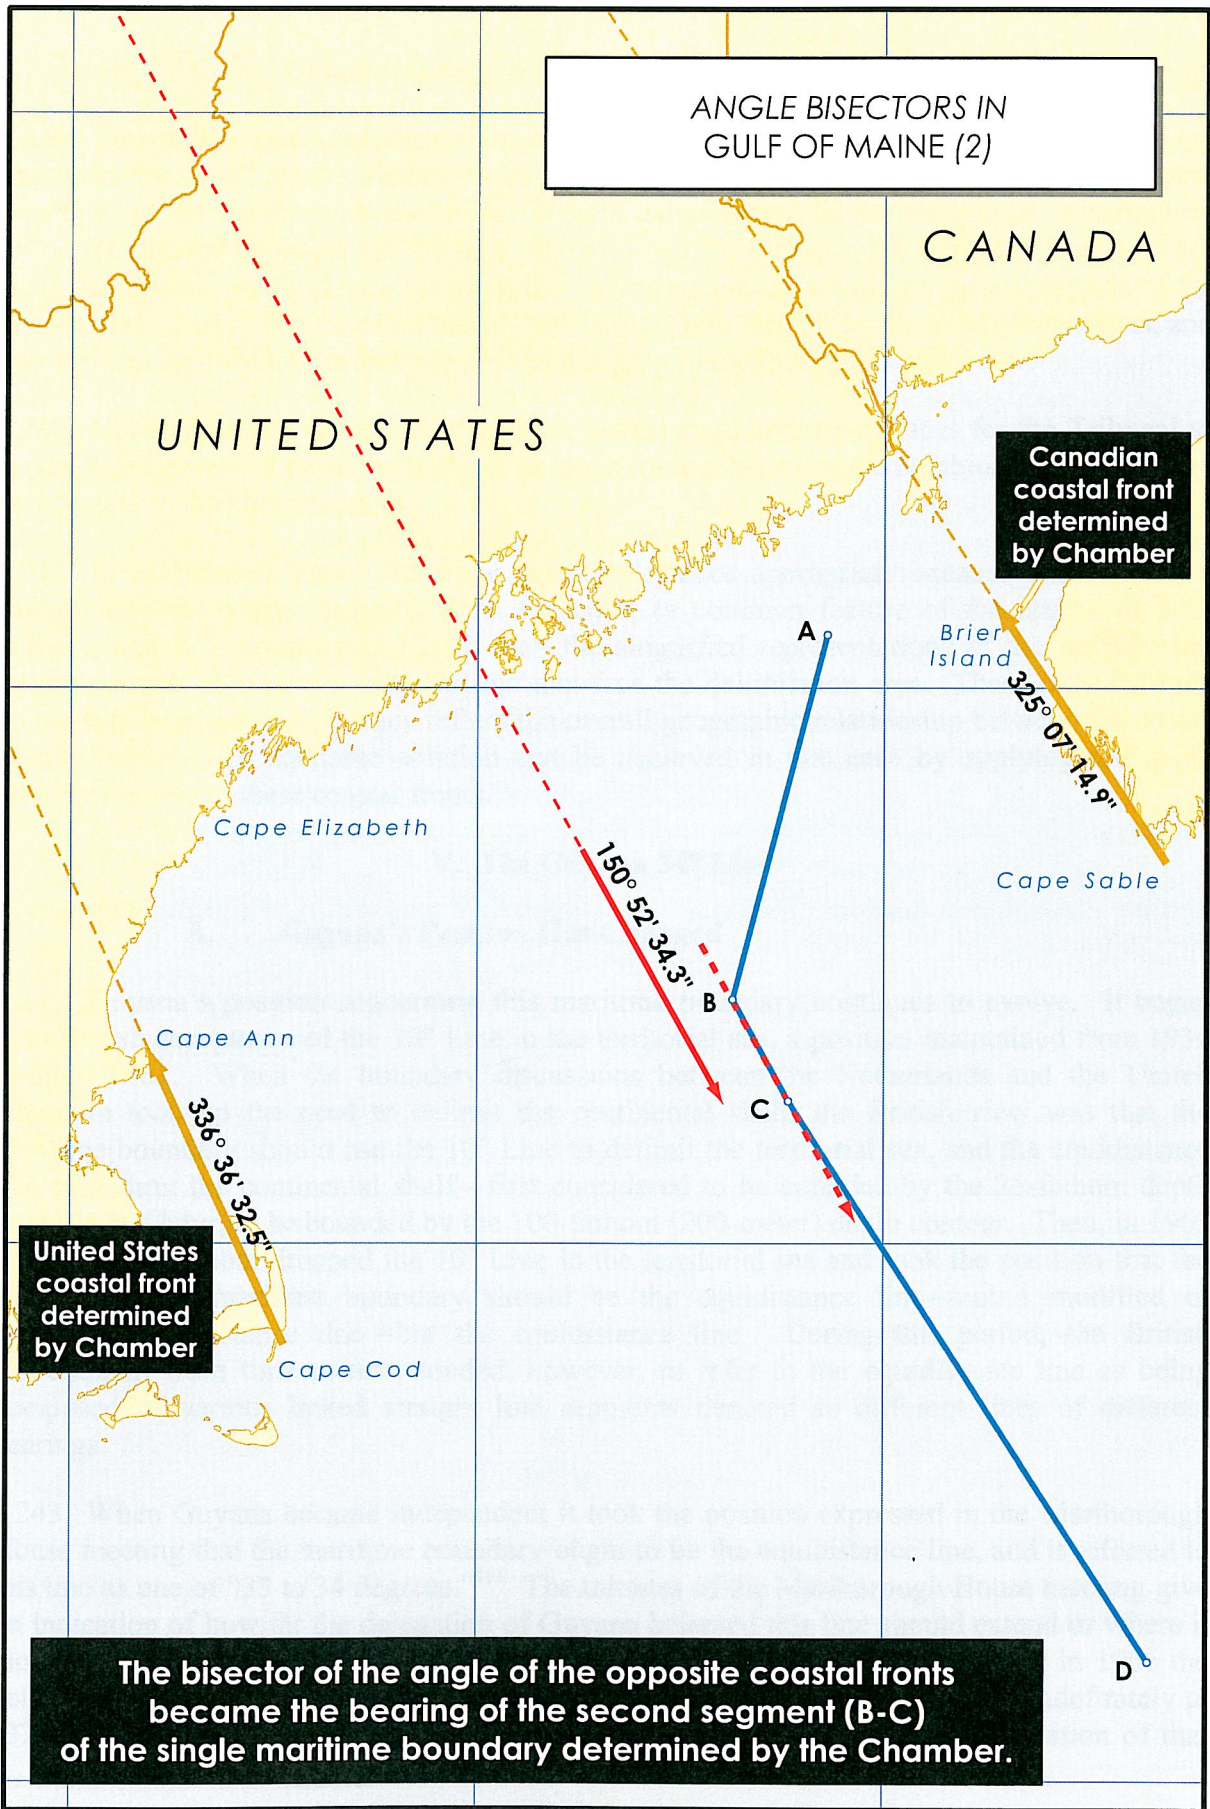 ANGLE BISECTORS IN
GULF OF MAINE (2)
CANADA
UNITED STATES
Canadian
coastal front
determined
by Chamber
A
Brier
Island
325° 07' 14.9"
Cape Elizabeth
150° 52' 34.3"
Cape Sable
B
Cape Ann
C
336° 36' 32.5"
United States
coastal front
determined
by Chamber
Cape Cod
D
The bisector of the angle of the opposite coastal fronts
became the bearing of the second segment (B-C)
of the single maritime boundary determined by the Chamber.